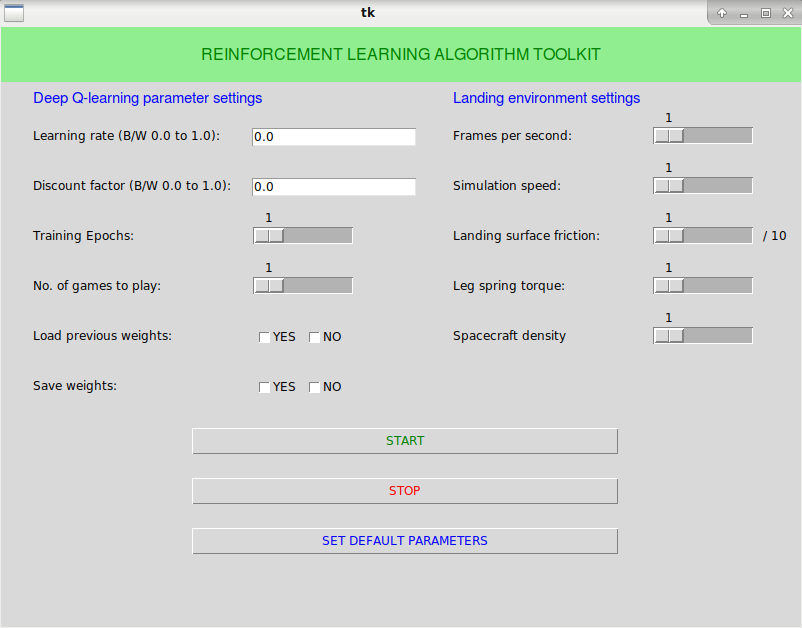 tk
REINFORCEMENT LEARNING ALGORITHM TOOLKIT
Deep Q-learning parameter settings
Learning rate (B/W 0.0 to 1.0): 0.0
Discount factor (B/W 0.0 to 1.0): 0.0
1
Training Epochs:
1
No. of games to play:
Load previous weights: YES NO
Save weights: YES NO
Landing environment settings
1
Frames per second:
1
Simulation speed:
1
Landing surface friction: / 10
1
Leg spring torque:
1
Spacecraft density
START
STOP
SET DEFAULT PARAMETERS